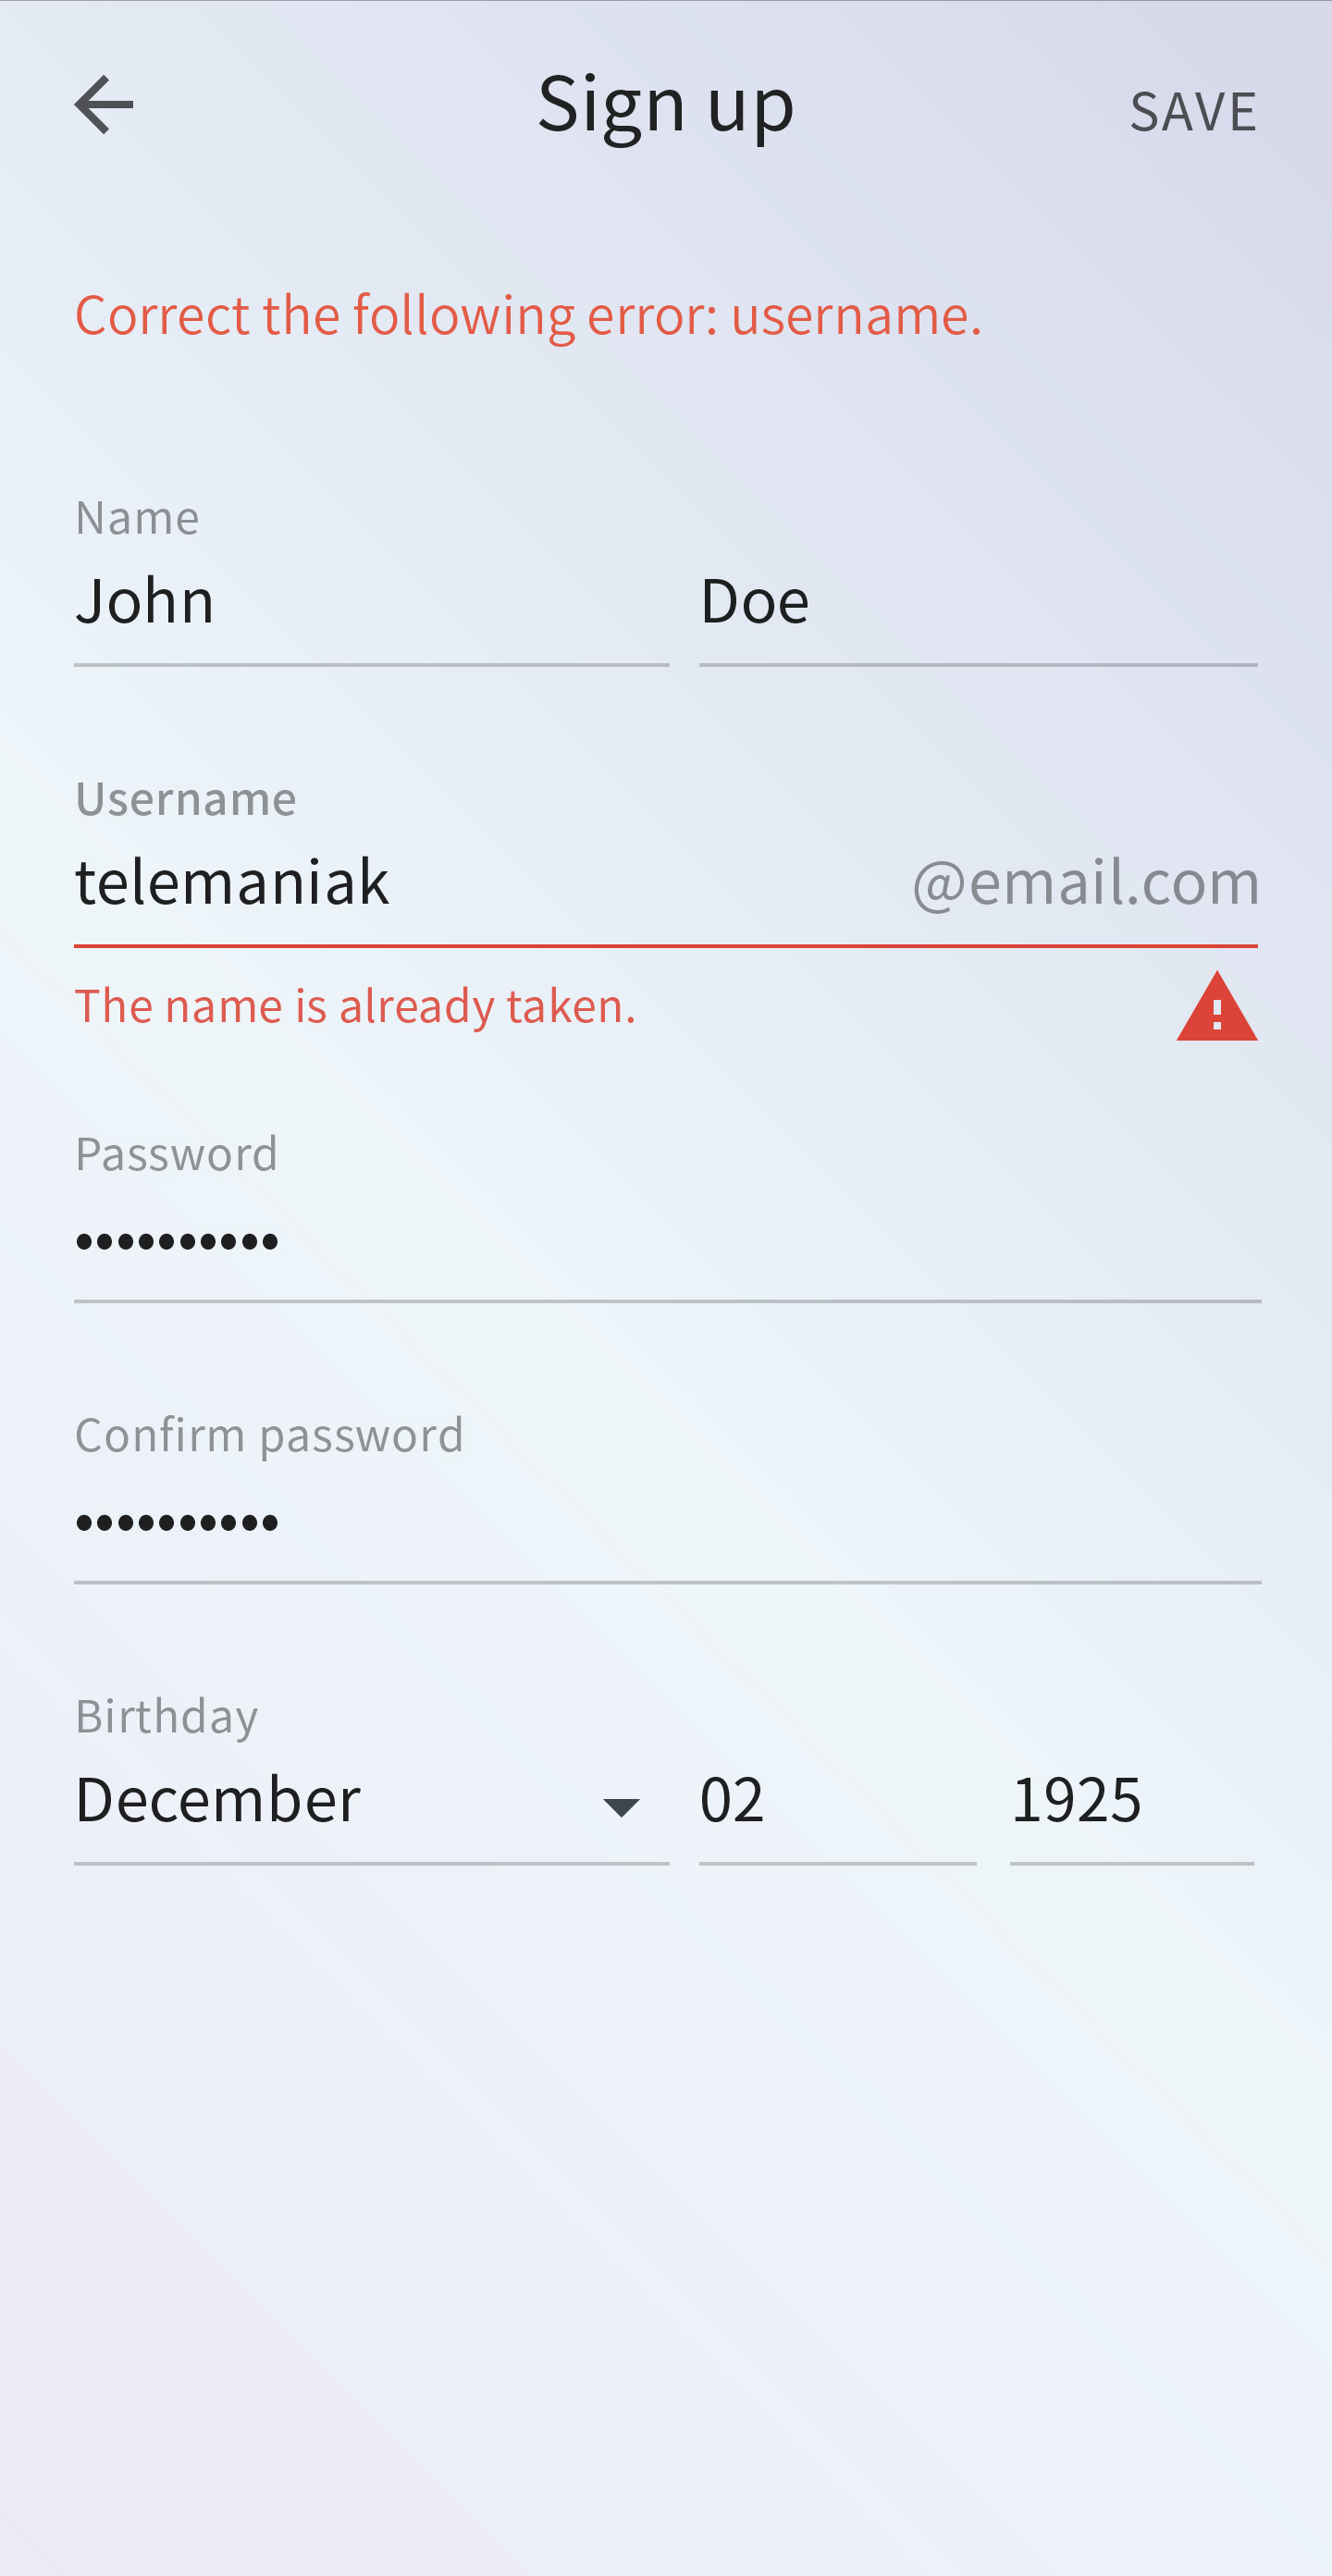 Sign up SAVE
Correct the following error: username.
Name
John Doe
Username
telemaniak @email.com
The name is already taken.
Password
••••••••••
Confirm password
••••••••••
Birthday
December 02 1925